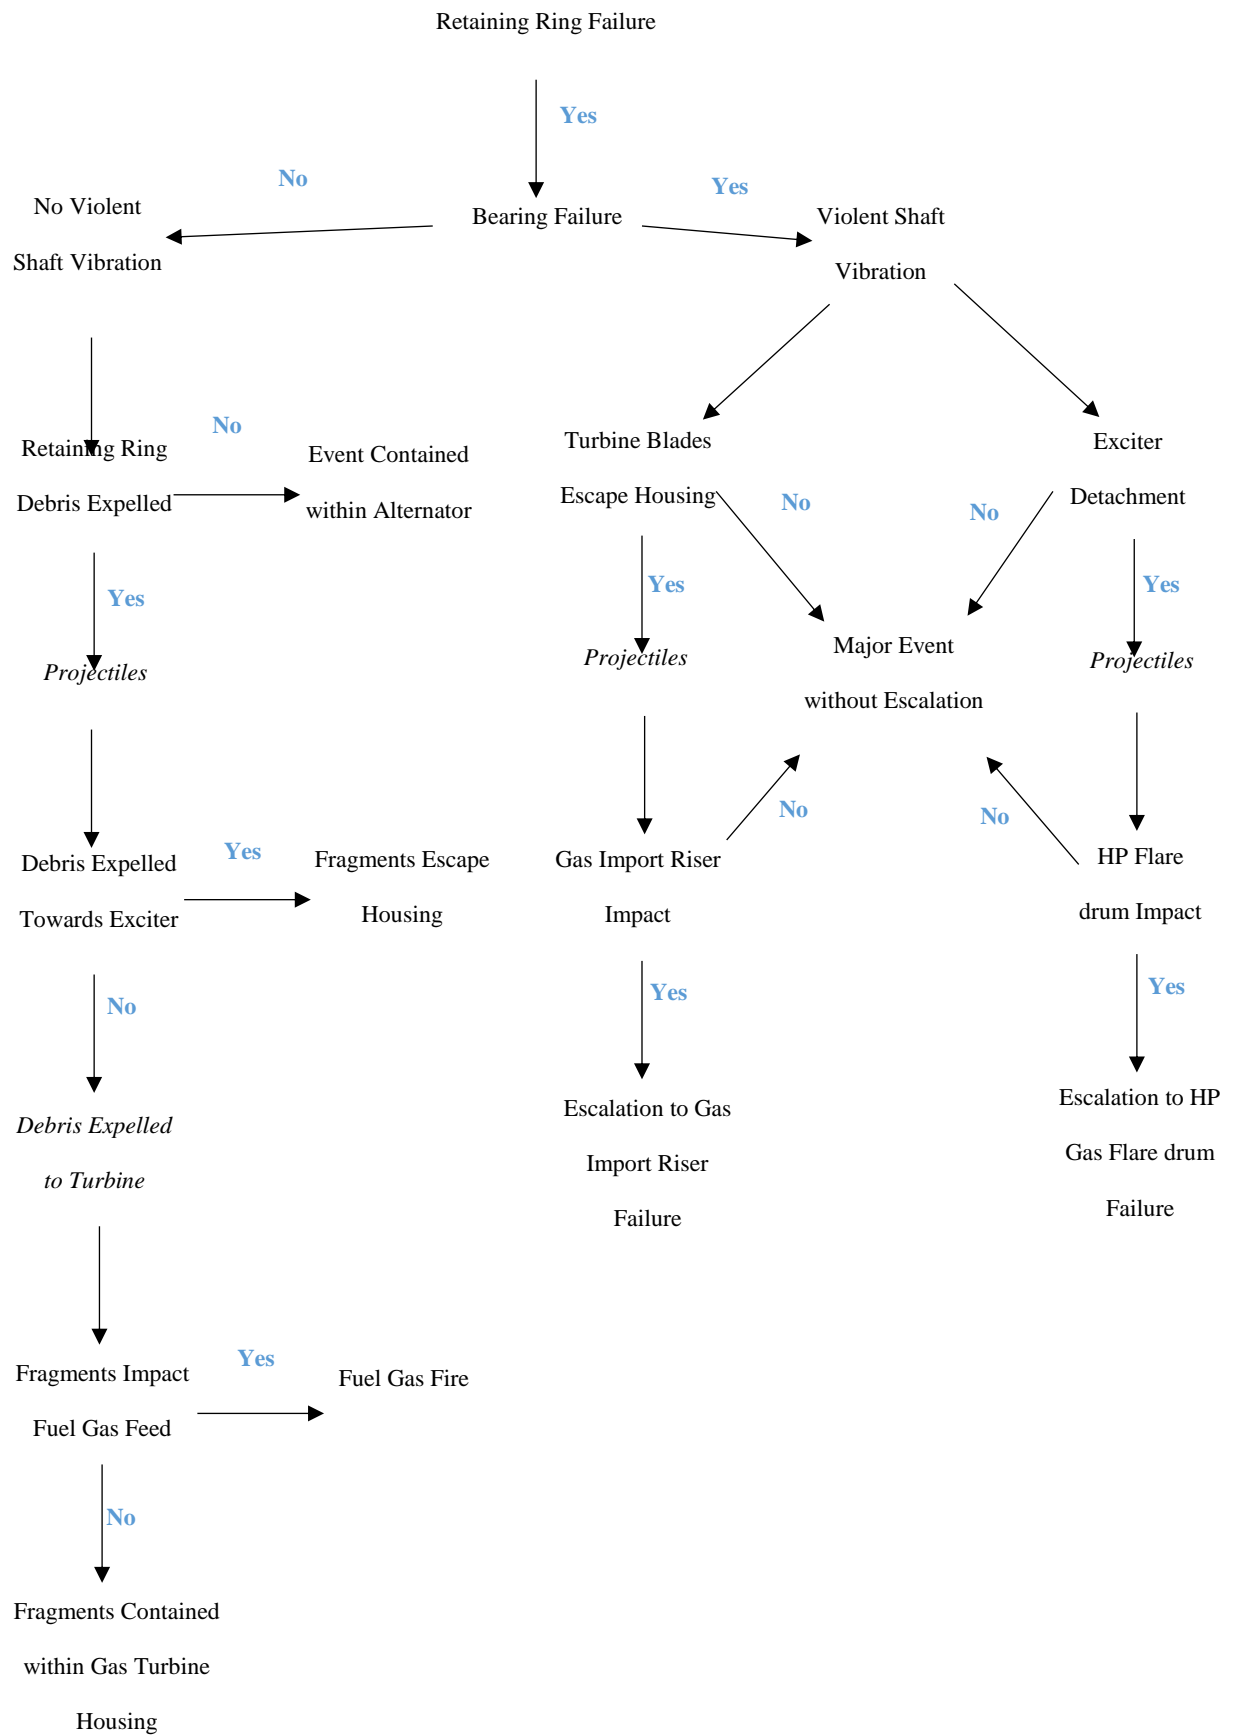 Retaining Ring Failure
Yes
No
Yes
No Violent
Shaft Vibration
Bearing Failure
Violent Shaft
Vibration
Retaining Ring
Debris Expelled
No
Event Contained
within Alternator
Turbine Blades
Escape Housing
No
No
Exciter
Detachment
Yes
Yes
Yes
Projectiles
Projectiles
Major Event
without Escalation
Projectiles
No
No
Debris Expelled
Towards Exciter
Yes
Fragments Escape
Housing
Gas Import Riser
Impact
HP Flare
drum Impact
No
Yes
Yes
Debris Expelled
to Turbine
Escalation to Gas
Import Riser
Failure
Escalation to HP
Gas Flare drum
Failure
Fragments Impact
Fuel Gas Feed
Yes
Fuel Gas Fire
No
Fragments Contained
within Gas Turbine
Housing